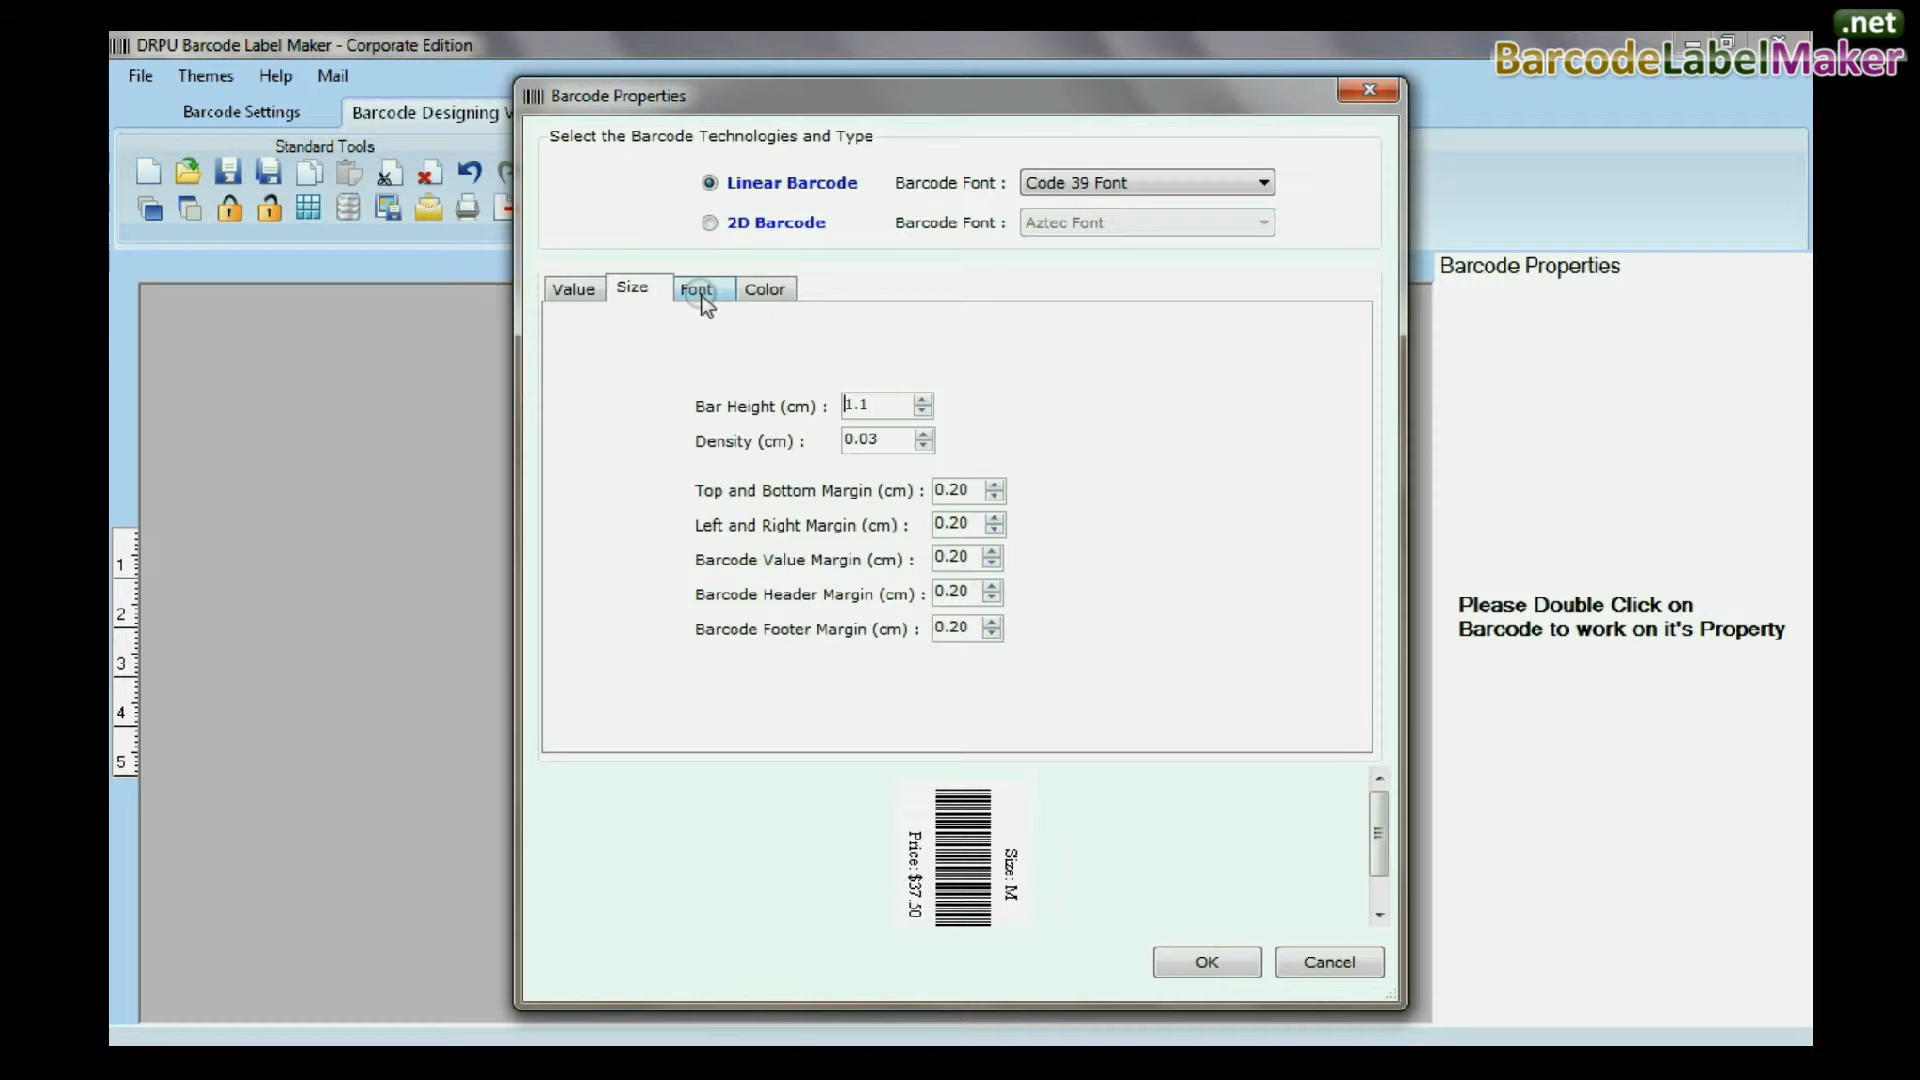 .net
BarcodeLabelMaker
DRPU Barcode Label Maker - Corporate Edition
File Themes Help Mail
Barcode Settings Barcode Designing V
Standard Tools
Barcode Properties
Select the Barcode Technologies and Type
Linear Barcode Barcode Font : Code 39 Font
2D Barcode Barcode Font : Aztec Font
Value Size Font Color
Bar Height (cm) : 1.1
Density (cm) : 0.03
Top and Bottom Margin (cm) : 0.20
Left and Right Margin (cm) : 0.20
Barcode Value Margin (cm) : 0.20
Barcode Header Margin (cm) : 0.20
Barcode Footer Margin (cm) : 0.20
Price: $37.50
Size: M
OK Cancel
Barcode Properties
Please Double Click on
Barcode to work on it's Property
1
2
3
4
5